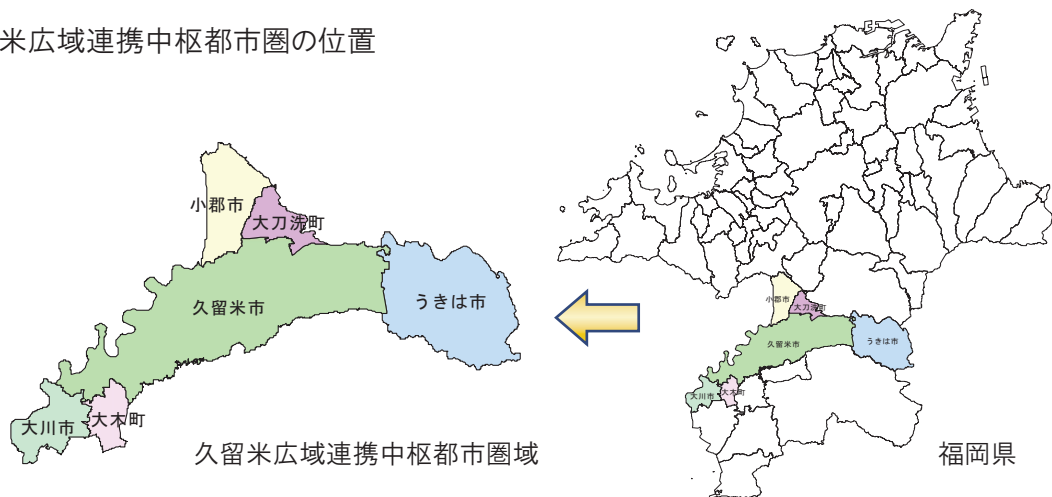 米広域連携中枢都市圏の位置
小郡市
大刀洗町
久留米市
うきは市
大川市
大木町
久留米広域連携中枢都市圏域
小郡市
大刀洗町
久留米市
うきは市
大川市
大木町
福岡県